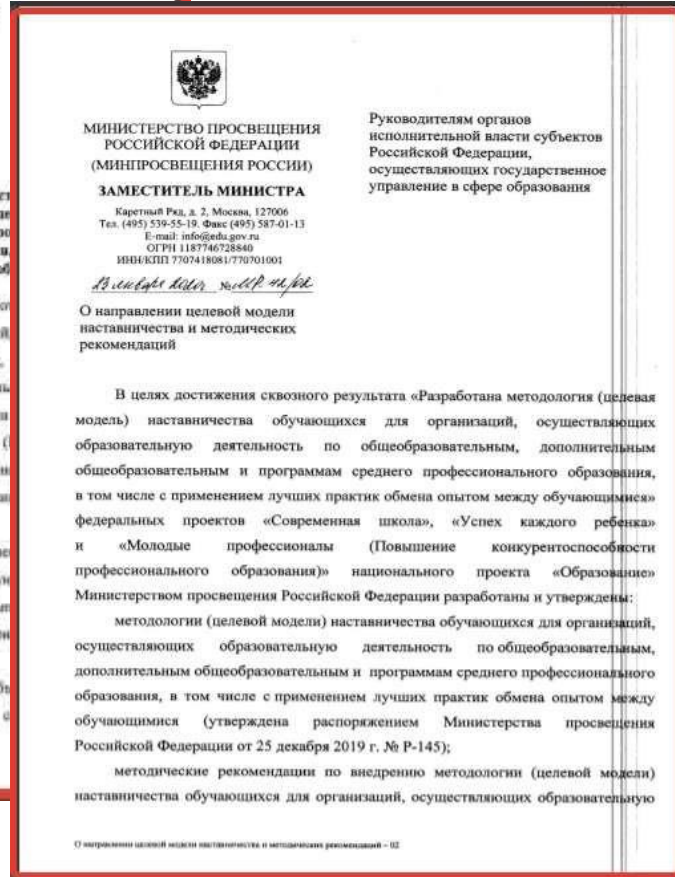 МИНИСТЕРСТВО ПРОСВЕЩЕНИЯ
РОССИЙСКОЙ ФЕДЕРАЦИИ
(МИНПРОСВЕЩЕНИЯ РОССИИ)
ЗАМЕСТИТЕЛЬ МИНИСТРА
Каретный Ряд, д. 2, Москва, 127006
Тел. (495) 539-55-19. Факс (495) 587-01-13
E-mail: info@edu.gov.ru
ОГРН 1187746728840
ИНН/КПП 7707418081/770701001
23 января 2020г № МР-42/02
О направлении целевой модели
наставничества и методических
рекомендаций
Руководителям органов
исполнительной власти субъектов
Российской Федерации,
осуществляющих государственное
управление в сфере образования
В целях достижения сквозного результата «Разработана методология (целевая
модель) наставничества обучающихся для организаций, осуществляющих
образовательную деятельность по общеобразовательным, дополнительным
общеобразовательным и программам среднего профессионального образования,
в том числе с применением лучших практик обмена опытом между обучающимися»
федеральных проектов «Современная школа», «Успех каждого ребенка»
и «Молодые профессионалы (Повышение конкурентоспособности
профессионального образования)» национального проекта «Образование»
Министерством просвещения Российской Федерации разработаны и утверждены:
методологии (целевой модели) наставничества обучающихся для организаций,
осуществляющих образовательную деятельность по общеобразовательным,
дополнительным общеобразовательным и программам среднего профессионального
образования, в том числе с применением лучших практик обмена опытом между
обучающимися (утверждена распоряжением Министерства просвещения
Российской Федерации от 25 декабря 2019 г. № Р-145);
методические рекомендации по внедрению методологии (целевой модели)
наставничества обучающихся для организаций, осуществляющих образовательную
О направлении целевой модели наставничества и методических рекомендаций – 02